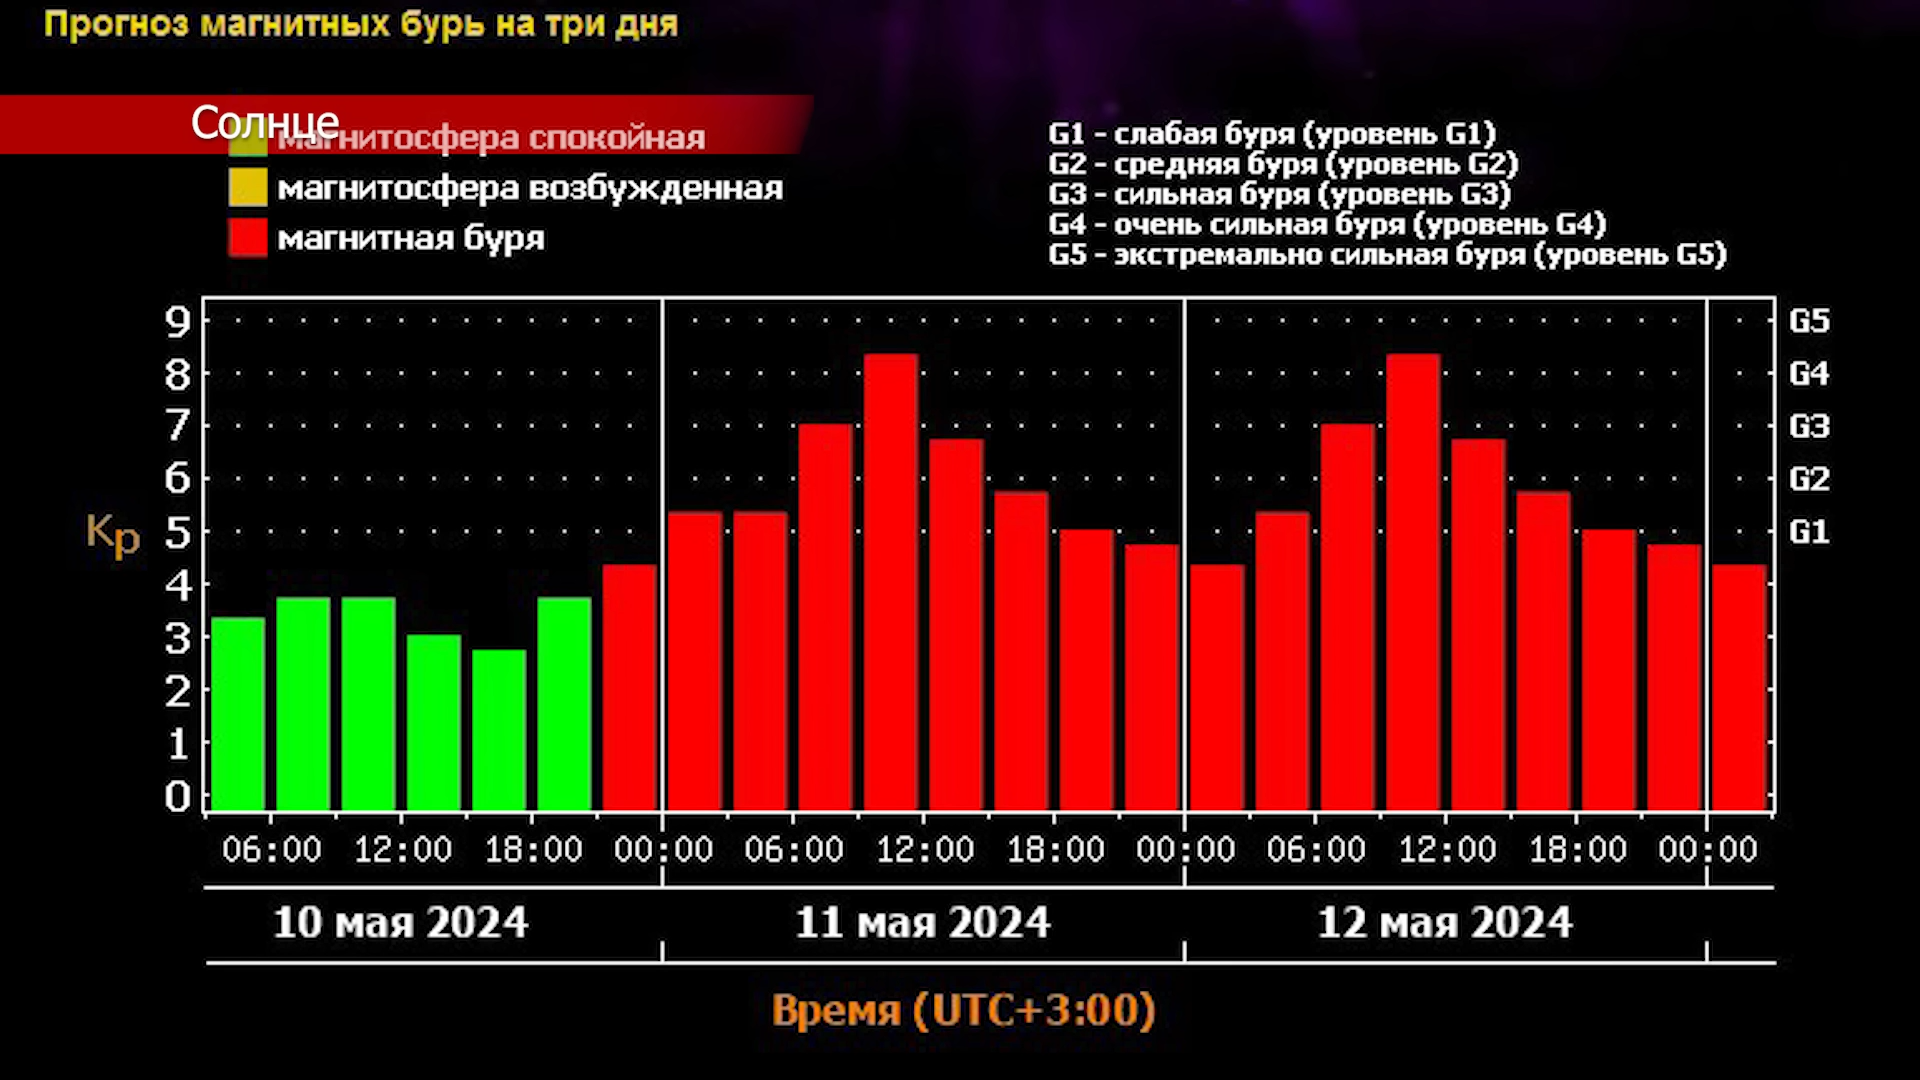 Прогноз магнитных бурь на три дня
Солнце
магнитосфера спокойная
магнитосфера возбужденная
магнитная буря
G1 - слабая буря (уровень G1)
G2 - средняя буря (уровень G2)
G3 - сильная буря (уровень G3)
G4 - очень сильная буря (уровень G4)
G5 - экстремально сильная буря (уровень G5)
9 G5
8 G4
7 G3
6 G2
Kp 5 G1
4
3
2
1
0
06:00 12:00 18:00 00:00 06:00 12:00 18:00 00:00 06:00 12:00 18:00 00:00
10 мая 2024 11 мая 2024 12 мая 2024
Время (UTC+3:00)